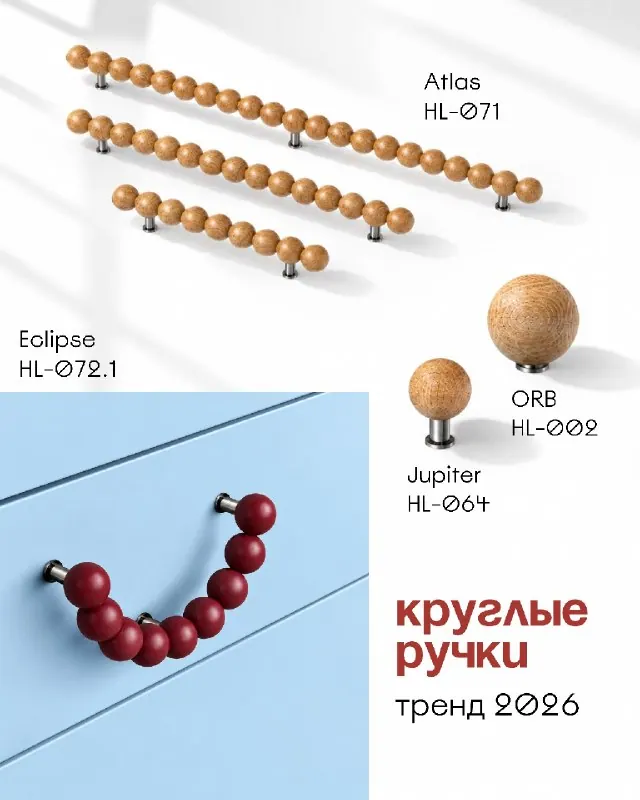 Atlas
HL-071
Eclipse
HL-072.1
ORB
HL-002
Jupiter
HL-064
круглые
ручки
тренд 2026